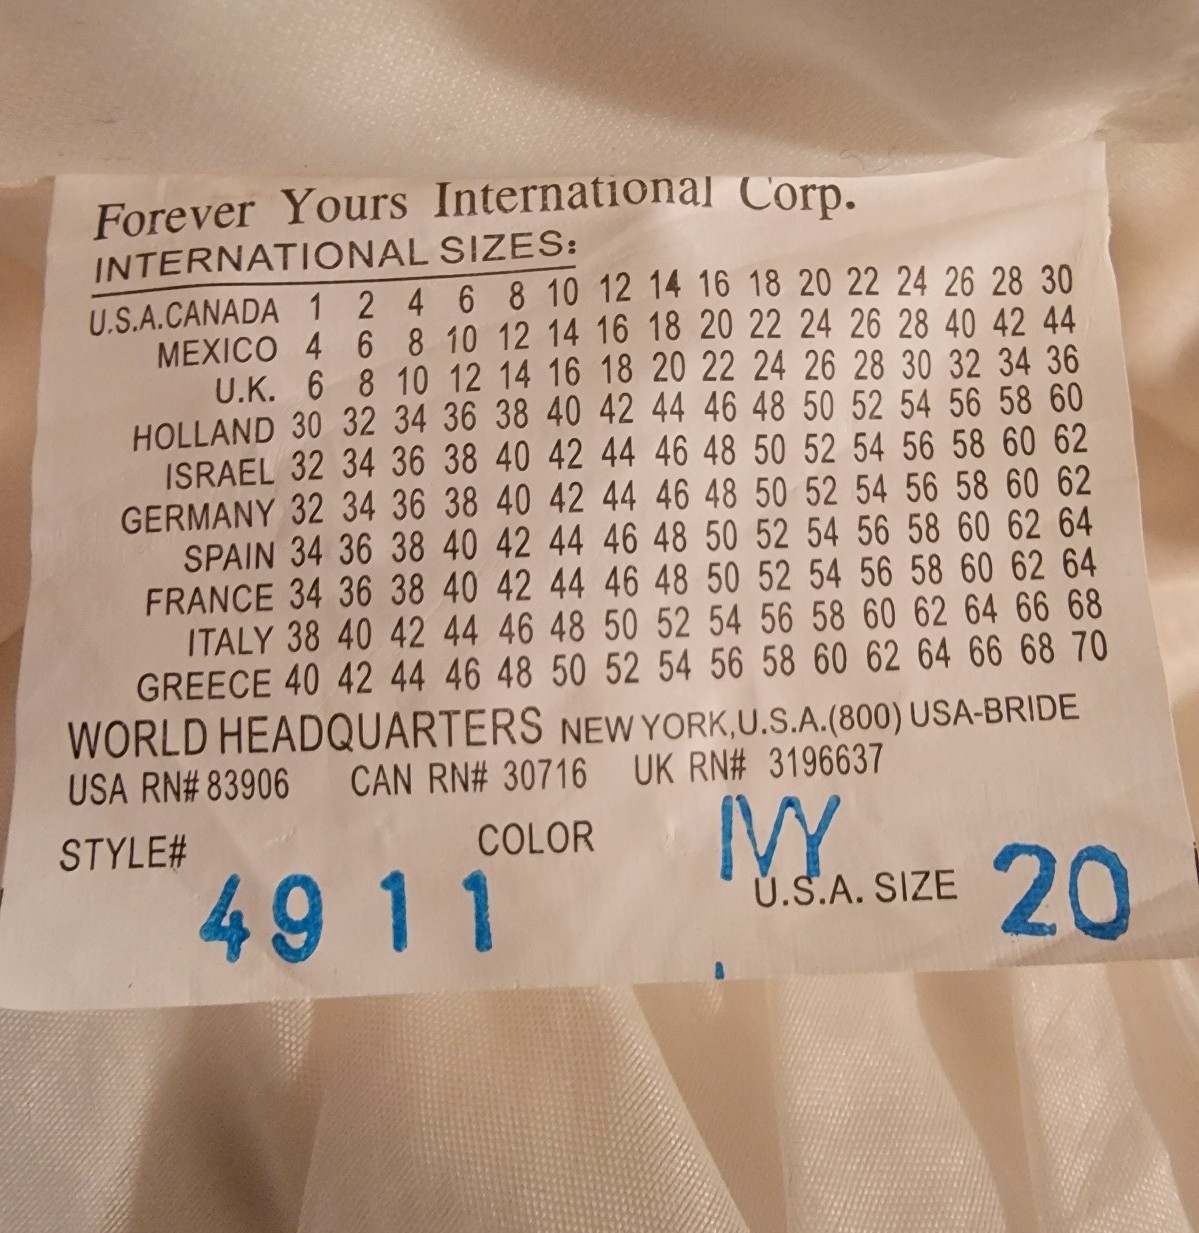 Forever Yours International Corp.
INTERNATIONAL SIZES:
U.S.A.CANADA 1 2 4 6 8 10 12 14 16 18 20 22 24 26 28 30
MEXICO 4 6 8 10 12 14 16 18 20 22 24 26 28 40 42 44
U.K. 6 8 10 12 14 16 18 20 22 24 26 28 30 32 34 36
HOLLAND 30 32 34 36 38 40 42 44 46 48 50 52 54 56 58 60
ISRAEL 32 34 36 38 40 42 44 46 48 50 52 54 56 58 60 62
GERMANY 32 34 36 38 40 42 44 46 48 50 52 54 56 58 60 62
SPAIN 34 36 38 40 42 44 46 48 50 52 54 56 58 60 62 64
FRANCE 34 36 38 40 42 44 46 48 50 52 54 56 58 60 62 64
ITALY 38 40 42 44 46 48 50 52 54 56 58 60 62 64 66 68
GREECE 40 42 44 46 48 50 52 54 56 58 60 62 64 66 68 70
WORLD HEADQUARTERS NEW YORK,U.S.A.(800) USA-BRIDE
USA RN# 83906 CAN RN# 30716 UK RN# 3196637
STYLE# 4911 COLOR IVY
U.S.A. SIZE 20